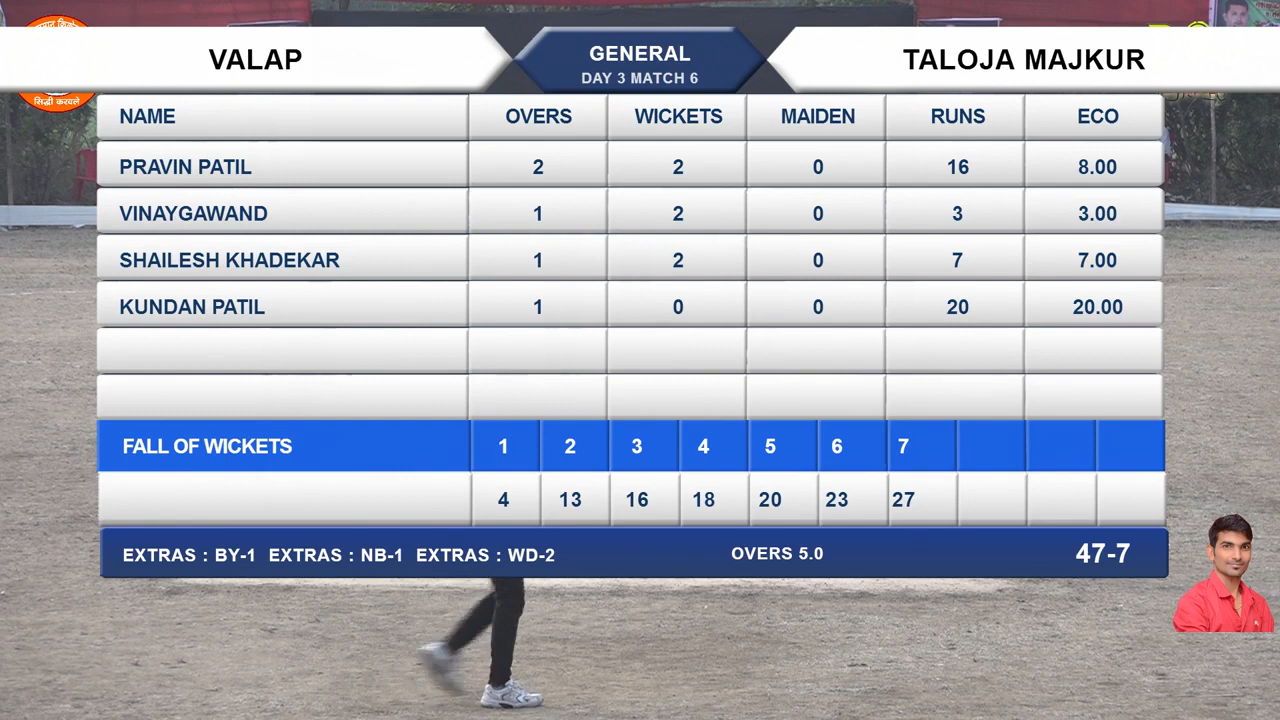 VALAP
GENERAL
DAY 3 MATCH 6
TALOJA MAJKUR
सिद्धी करवले
NAME OVERS WICKETS MAIDEN RUNS ECO
PRAVIN PATIL 2 2 0 16 8.00
VINAYGAWAND 1 2 0 3 3.00
SHAILESH KHADEKAR 1 2 0 7 7.00
KUNDAN PATIL 1 0 0 20 20.00
FALL OF WICKETS 1 2 3 4 5 6 7
4 13 16 18 20 23 27
EXTRAS : BY-1 EXTRAS : NB-1 EXTRAS : WD-2 OVERS 5.0 47-7